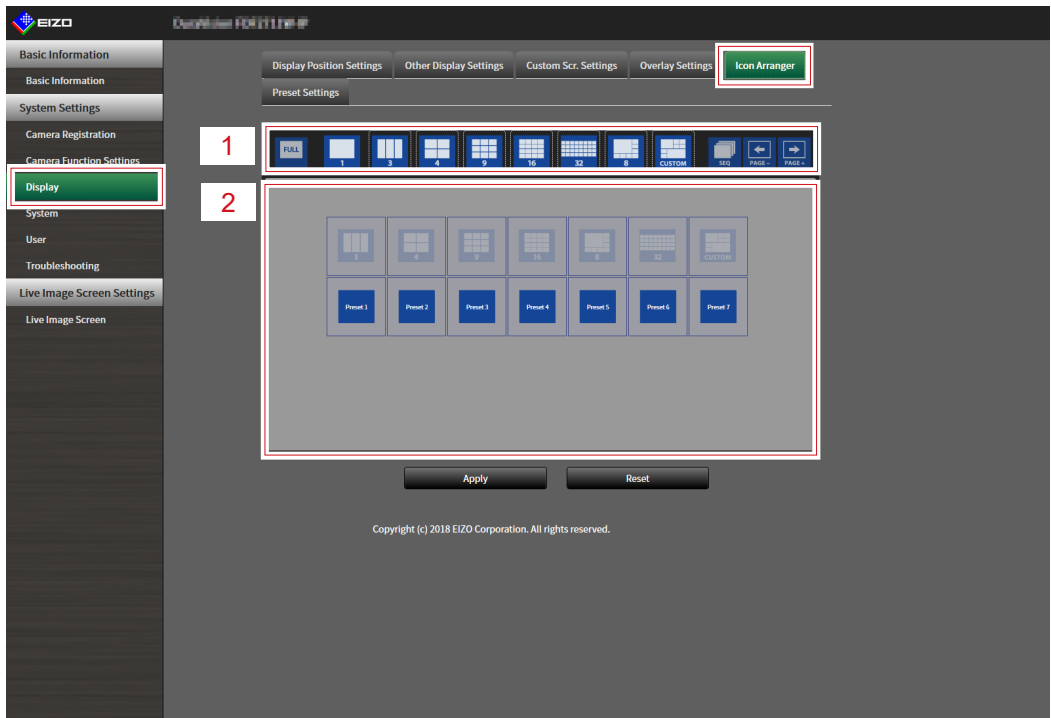 EIZO
Basic Information
Basic Information
System Settings
Camera Registration
Camera Function Settings
Display
System
User
Troubleshooting
Live Image Screen Settings
Live Image Screen
Display Position Settings
Other Display Settings
Custom Scr. Settings
Overlay Settings
Icon Arranger
Preset Settings
1
FULL
1
3
4
9
16
32
8
CUSTOM
SEQ
PAGE -
PAGE +
2
3
4
9
16
8
32
CUSTOM
Preset 1
Preset 2
Preset 3
Preset 4
Preset 5
Preset 6
Preset 7
Apply
Reset
Copyright (c) 2018 EIZO Corporation. All rights reserved.